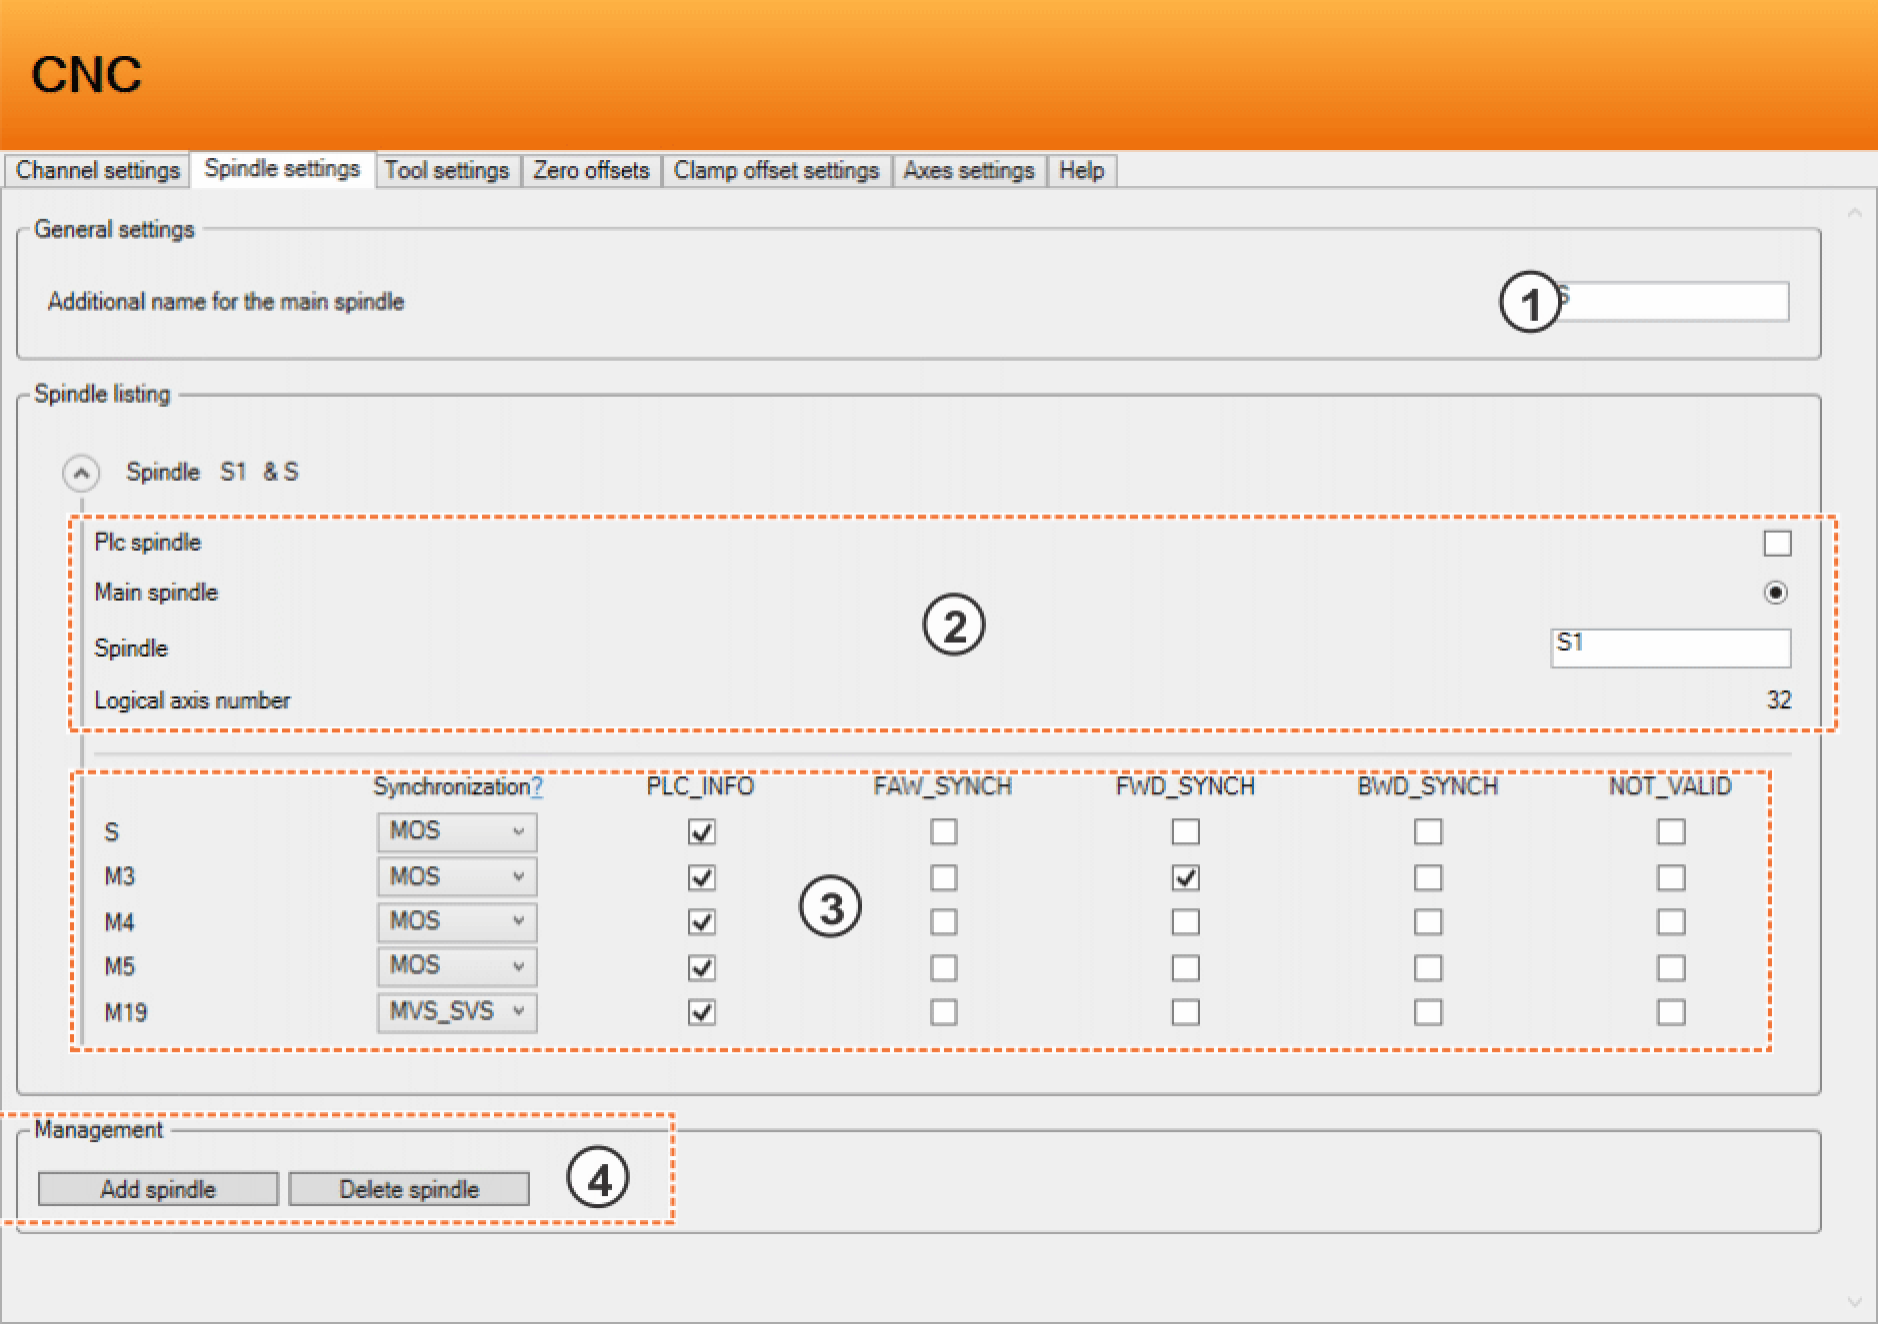 CNC
Channel settings Spindle settings Tool settings Zero offsets Clamp offset settings Axes settings Help
General settings
Additional name for the main spindle 1 S
Spindle listing
Spindle S1 & S
Plc spindle
Main spindle
2
Spindle S1
Logical axis number 32
Synchronization? PLC_INFO FAW_SYNCH FWD_SYNCH BWD_SYNCH NOT_VALID
S MOS
M3 MOS
3
M4 MOS
M5 MOS
M19 MVS_SVS
Management
Add spindle Delete spindle 4